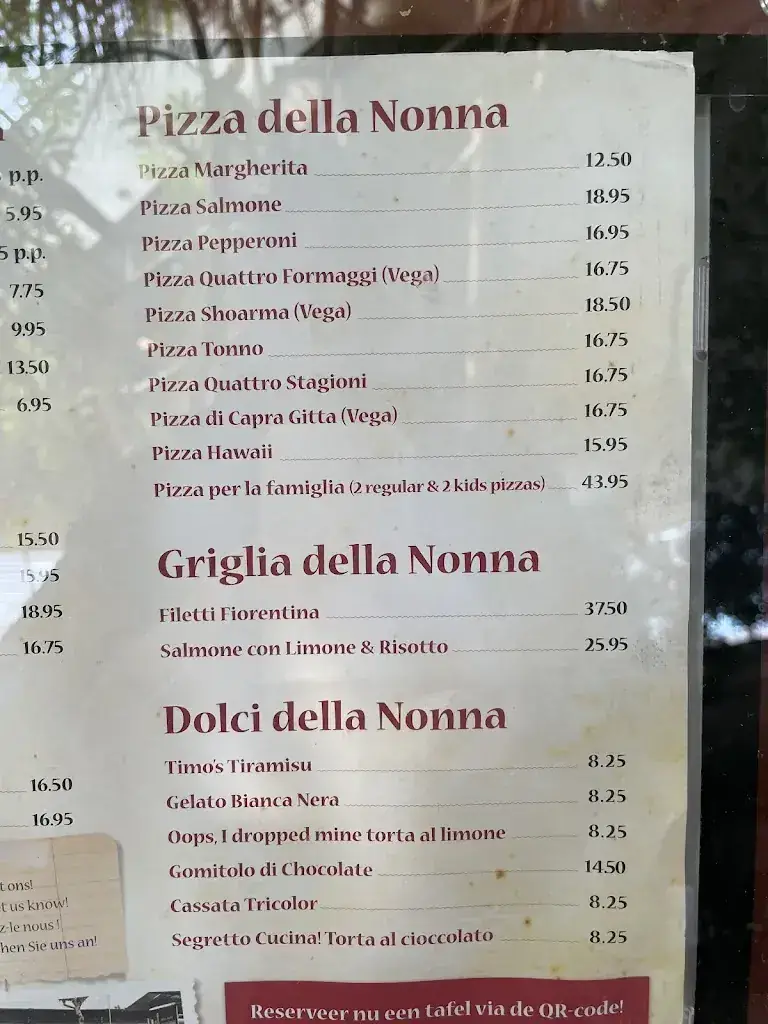 p.p.
5.95
5 p.p.
7.75
9.95
13.50
6.95
15.50
15.95
18.95
16.75
16.50
16.95
t us know!
z-le nous!
hen Sie uns an!
Pizza della Nonna
Pizza Margherita 12.50
Pizza Salmone 18.95
Pizza Pepperoni 16.95
Pizza Quattro Formaggi (Vega) 16.75
Pizza Shoarma (Vega) 18.50
Pizza Tonno 16.75
Pizza Quattro Stagioni 16.75
Pizza di Capra Gitta (Vega) 16.75
Pizza Hawaii 15.95
Pizza per la famiglia (2 regular & 2 kids pizzas) 43.95
Griglia della Nonna
Filetti Fiorentina 37.50
Salmone con Limone & Risotto 25.95
Dolci della Nonna
Timo's Tiramisu 8.25
Gelato Bianca Nera 8.25
Oops, I dropped mine torta al limone 8.25
Gomitolo di Chocolate 14.50
Cassata Tricolor 8.25
Segretto Cucina! Torta al cioccolato 8.25
Reserveer nu een tafel via de QR-code!